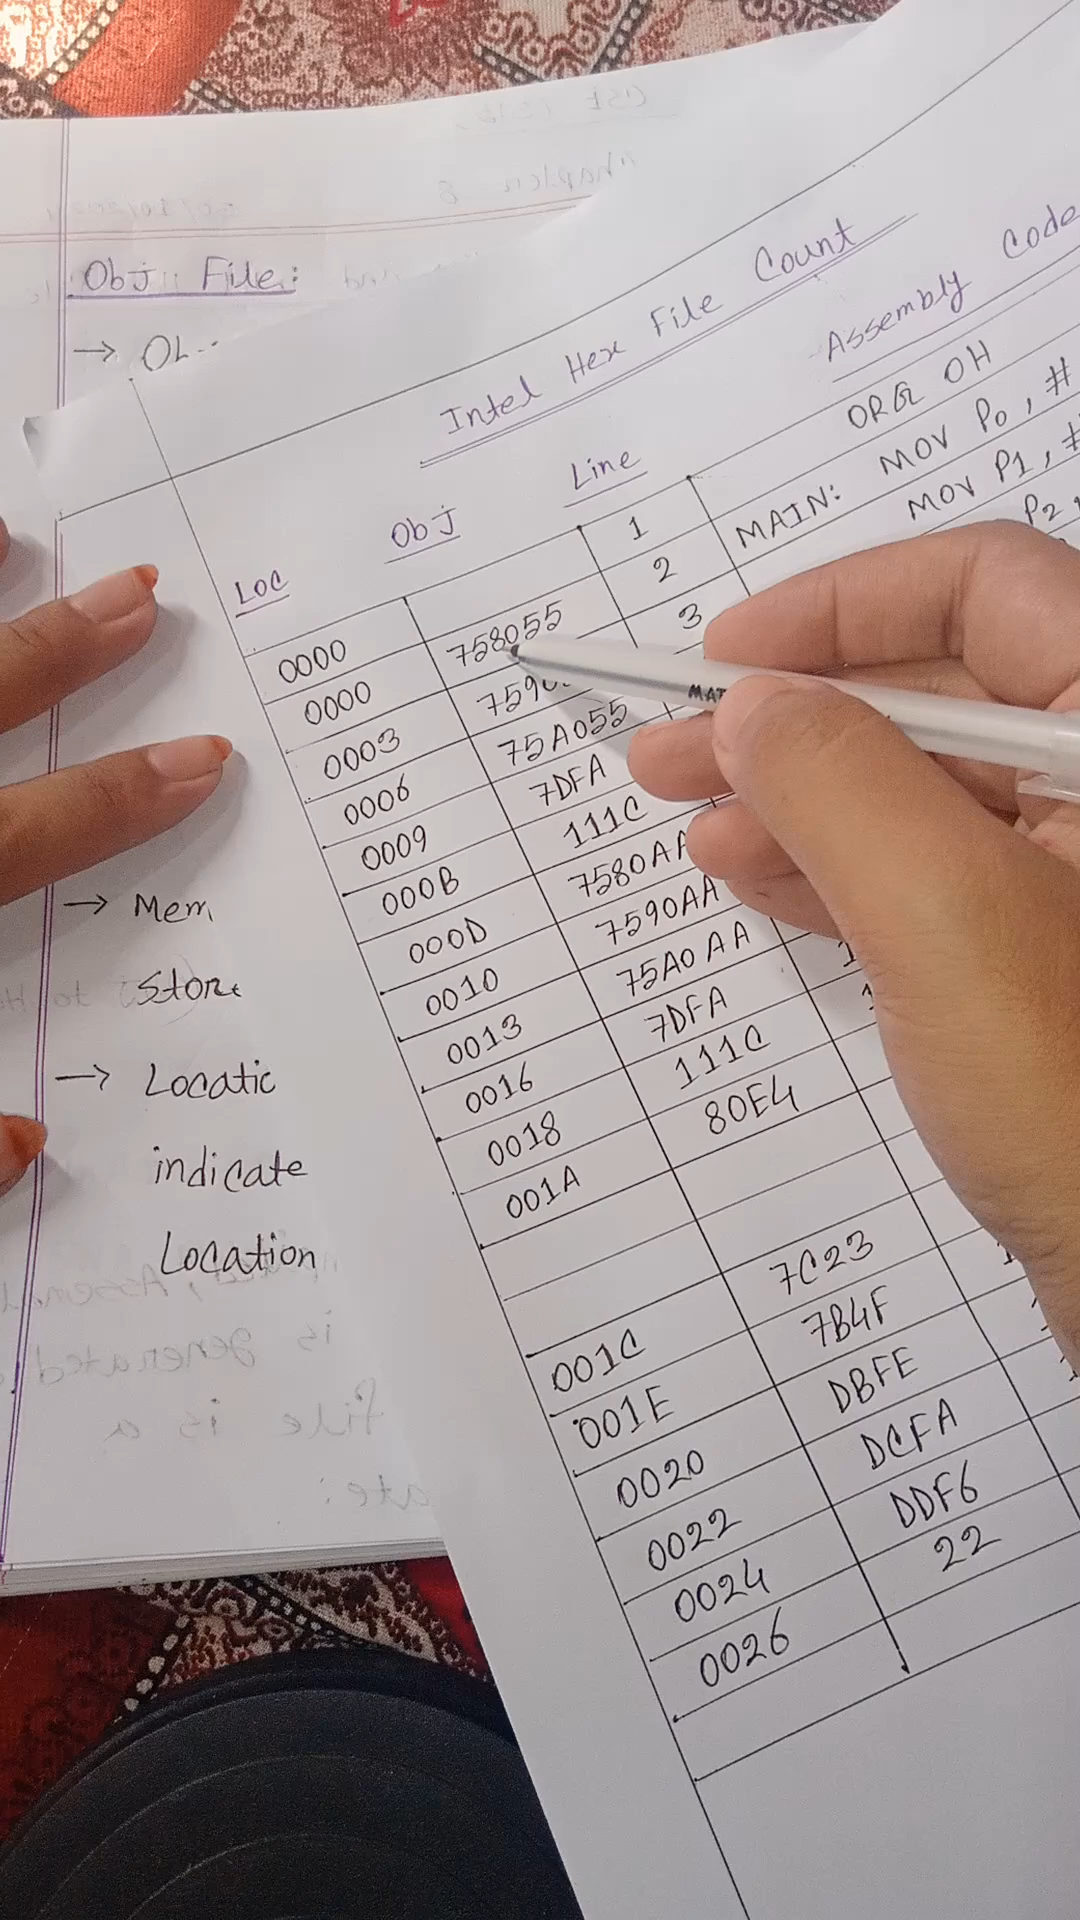 Obj File:
Intel Hex File Count
LOC Obj Line Assembly Code
0000 1 ORG 0H
0000 758055 2 MAIN: MOV P0, #
0003 3 MOV P1, #
0006 75A055 P2,
0009 7DFA
000B 111C
000D 7580AA
0010 7590AA
0013 75A0AA
0016 7DFA
0018 111C
001A 80E4
001C 7C23
001E 7B4F
0020 DBFE
0022 DCFA
0024 DDF6
0026 22
→ Mem
Store
→ Locatic
indicate
Location
MAT